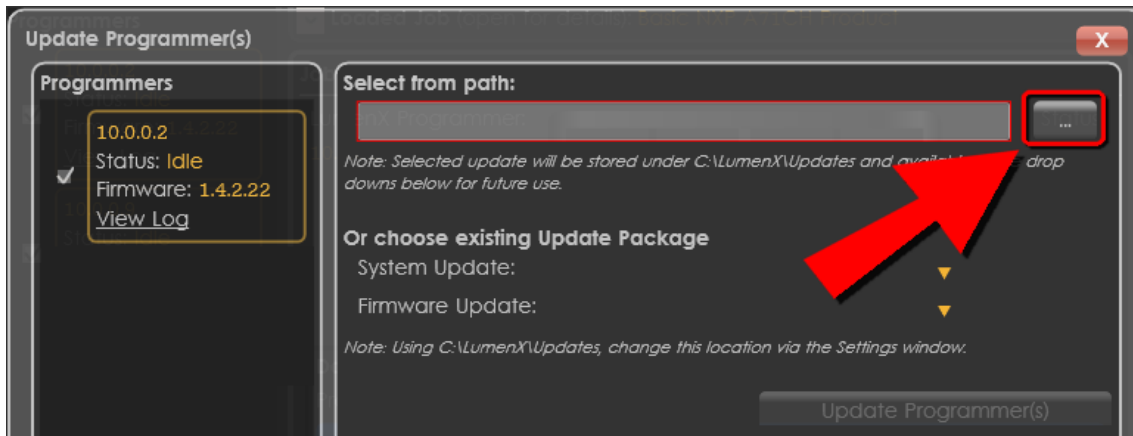 Update Programmer(s)
X
Programmers
10.0.0.2
Status: Idle
Firmware: 1.4.2.22
View Log
Select from path:
...
Note: Selected update will be stored under C:\LumenX\Updates and drop
downs below for future use.
Or choose existing Update Package
System Update:
Firmware Update:
Note: Using C:\LumenX\Updates, change this location via the Settings window.
Update Programmer(s)